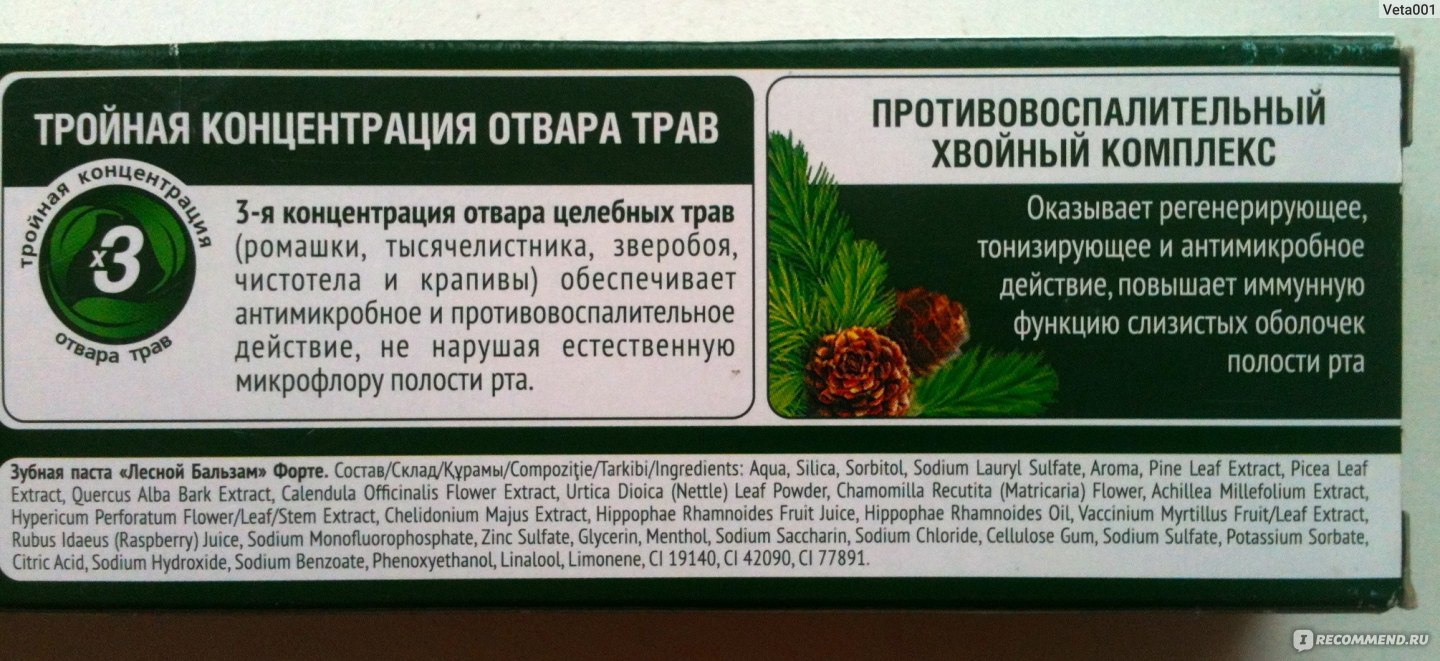 Veta001
ТРОЙНАЯ КОНЦЕНТРАЦИЯ ОТВАРА ТРАВ
тройная концентрация
x3
отвара трав
3-я концентрация отвара целебных трав
(ромашки, тысячелистника, зверобоя,
чистотела и крапивы) обеспечивает
антимикробное и противовоспалительное
действие, не нарушая естественную
микрофлору полости рта.
ПРОТИВОВОСПАЛИТЕЛЬНЫЙ
ХВОЙНЫЙ КОМПЛЕКС
Оказывает регенерирующее,
тонизирующее и антимикробное
действие, повышает иммунную
функцию слизистых оболочек
полости рта
Зубная паста «Лесной Бальзам» Форте. Состав/Склад/Құрамы/Compoziţie/Tarkibi/Ingredients: Aqua, Silica, Sorbitol, Sodium Lauryl Sulfate, Aroma, Pine Leaf Extract, Picea Leaf
Extract, Quercus Alba Bark Extract, Calendula Officinalis Flower Extract, Urtica Dioica (Nettle) Leaf Powder, Chamomilla Recutita (Matricaria) Flower, Achillea Millefolium Extract,
Hypericum Perforatum Flower/Leaf/Stem Extract, Chelidonium Majus Extract, Hippophae Rhamnoides Fruit Juice, Hippophae Rhamnoides Oil, Vaccinium Myrtillus Fruit/Leaf Extract,
Rubus Idaeus (Raspberry) Juice, Sodium Monofluorophosphate, Zinc Sulfate, Glycerin, Menthol, Sodium Saccharin, Sodium Chloride, Cellulose Gum, Sodium Sulfate, Potassium Sorbate,
Citric Acid, Sodium Hydroxide, Sodium Benzoate, Phenoxyethanol, Linalool, Limonene, CI 19140, CI 42090, CI 77891.
I RECOMMEND.RU